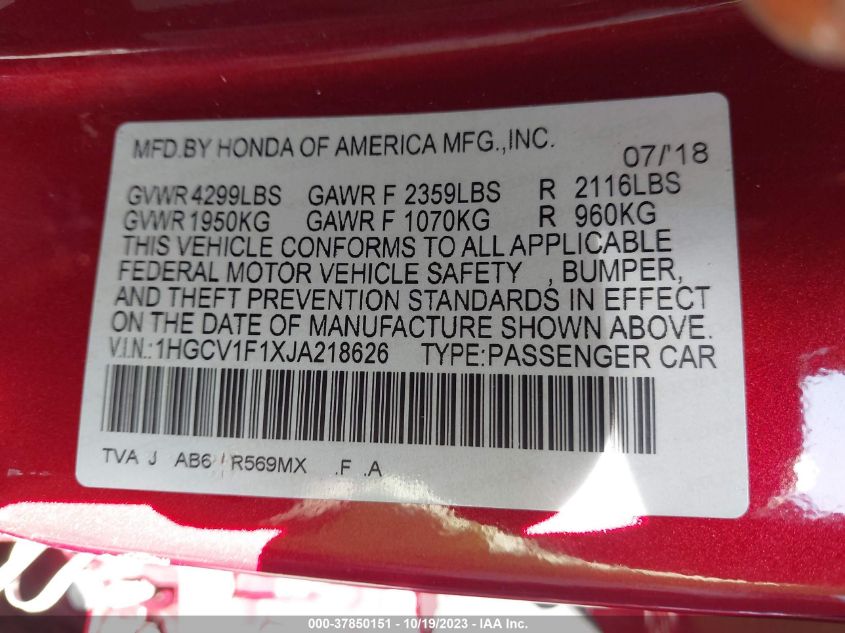 MFD.BY HONDA OF AMERICA MFG.,INC. 07/'18
GVWR 4299LBS GAWR F 2359LBS R 2116LBS
GVWR 1950KG GAWR F 1070KG R 960KG
THIS VEHICLE CONFORMS TO ALL APPLICABLE
FEDERAL MOTOR VEHICLE SAFETY , BUMPER,
AND THEFT PREVENTION STANDARDS IN EFFECT
ON THE DATE OF MANUFACTURE SHOWN ABOVE.
V.I.N.:1HGCV1F1XJA218626 TYPE:PASSENGER CAR
TVA J AB6 / R569MX .F .A
000-37850151 - 10/19/2023 - IAA Inc.